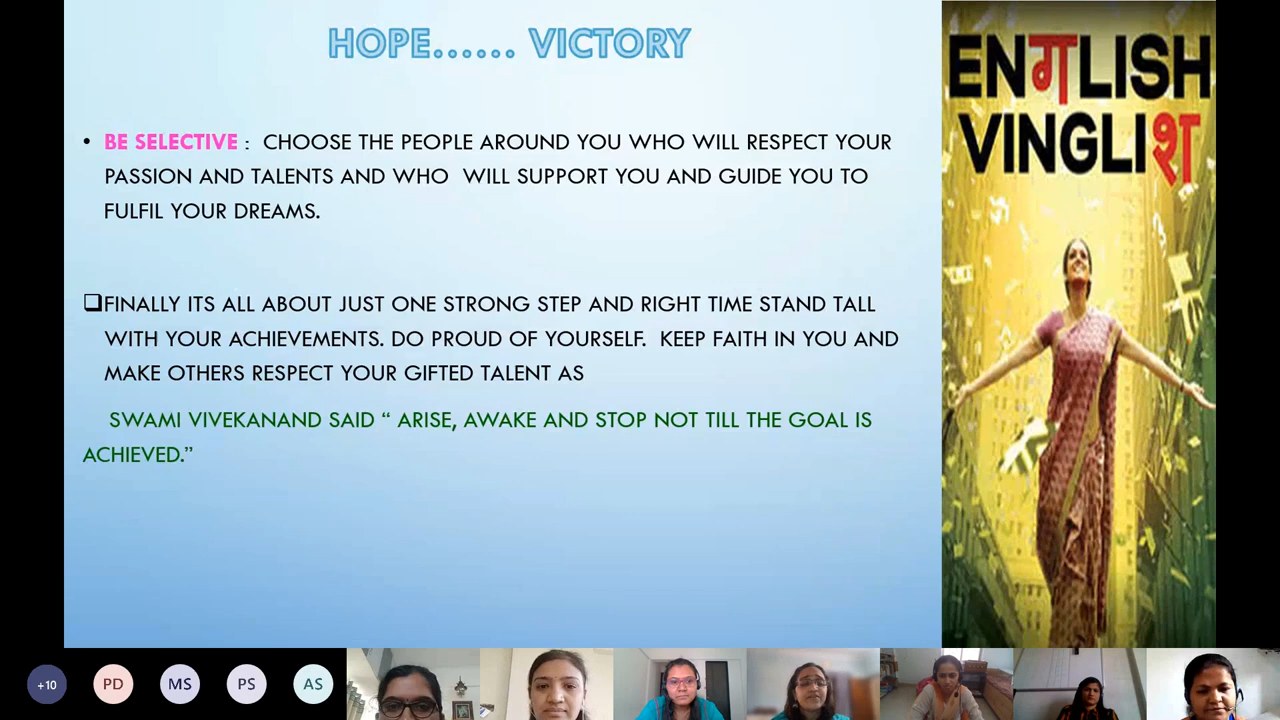 HOPE...... VICTORY
• BE SELECTIVE : CHOOSE THE PEOPLE AROUND YOU WHO WILL RESPECT YOUR
PASSION AND TALENTS AND WHO WILL SUPPORT YOU AND GUIDE YOU TO
FULFIL YOUR DREAMS.
❑FINALLY ITS ALL ABOUT JUST ONE STRONG STEP AND RIGHT TIME STAND TALL
WITH YOUR ACHIEVEMENTS. DO PROUD OF YOURSELF. KEEP FAITH IN YOU AND
MAKE OTHERS RESPECT YOUR GIFTED TALENT AS
SWAMI VIVEKANAND SAID “ ARISE, AWAKE AND STOP NOT TILL THE GOAL IS
ACHIEVED.”
ENगLISH
VINGLIश
+10
PD
MS
PS
AS